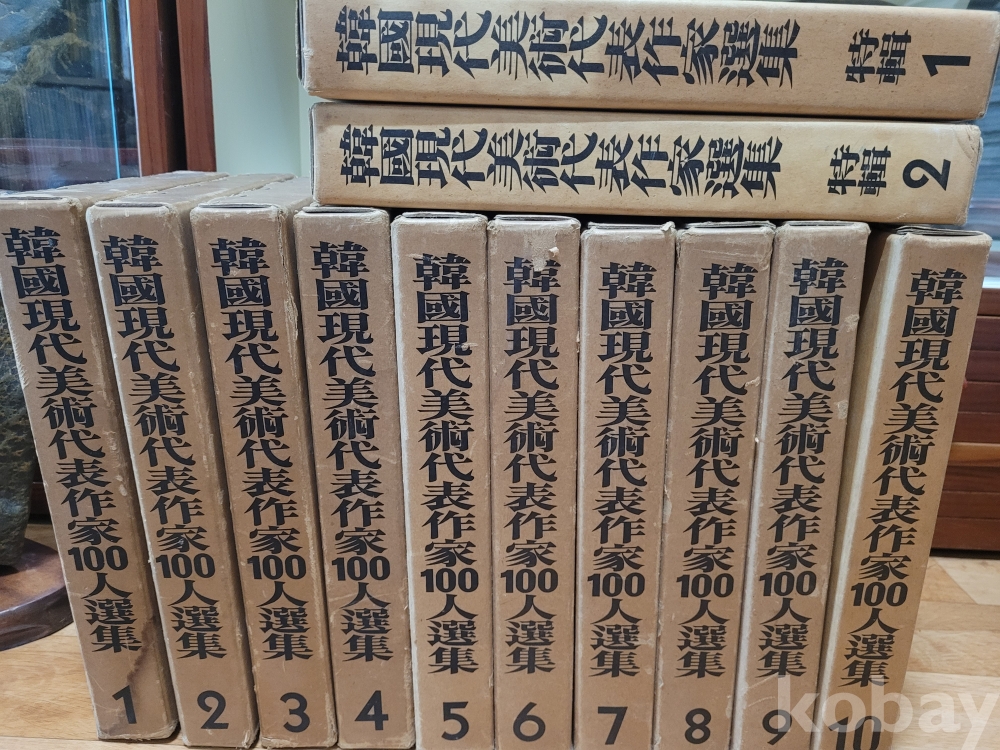 韓國現代美術代表作家選集 特輯 1
韓國現代美術代表作家選集 特輯 2
韓國現代美術代表作家100人選集 1
韓國現代美術代表作家100人選集 2
韓國現代美術代表作家100人選集 3
韓國現代美術代表作家100人選集 4
韓國現代美術代表作家100人選集 5
韓國現代美術代表作家100人選集 6
韓國現代美術代表作家100人選集 7
韓國現代美術代表作家100人選集 8
韓國現代美術代表作家100人選集 9
韓國現代美術代表作家100人選集 10
kobay